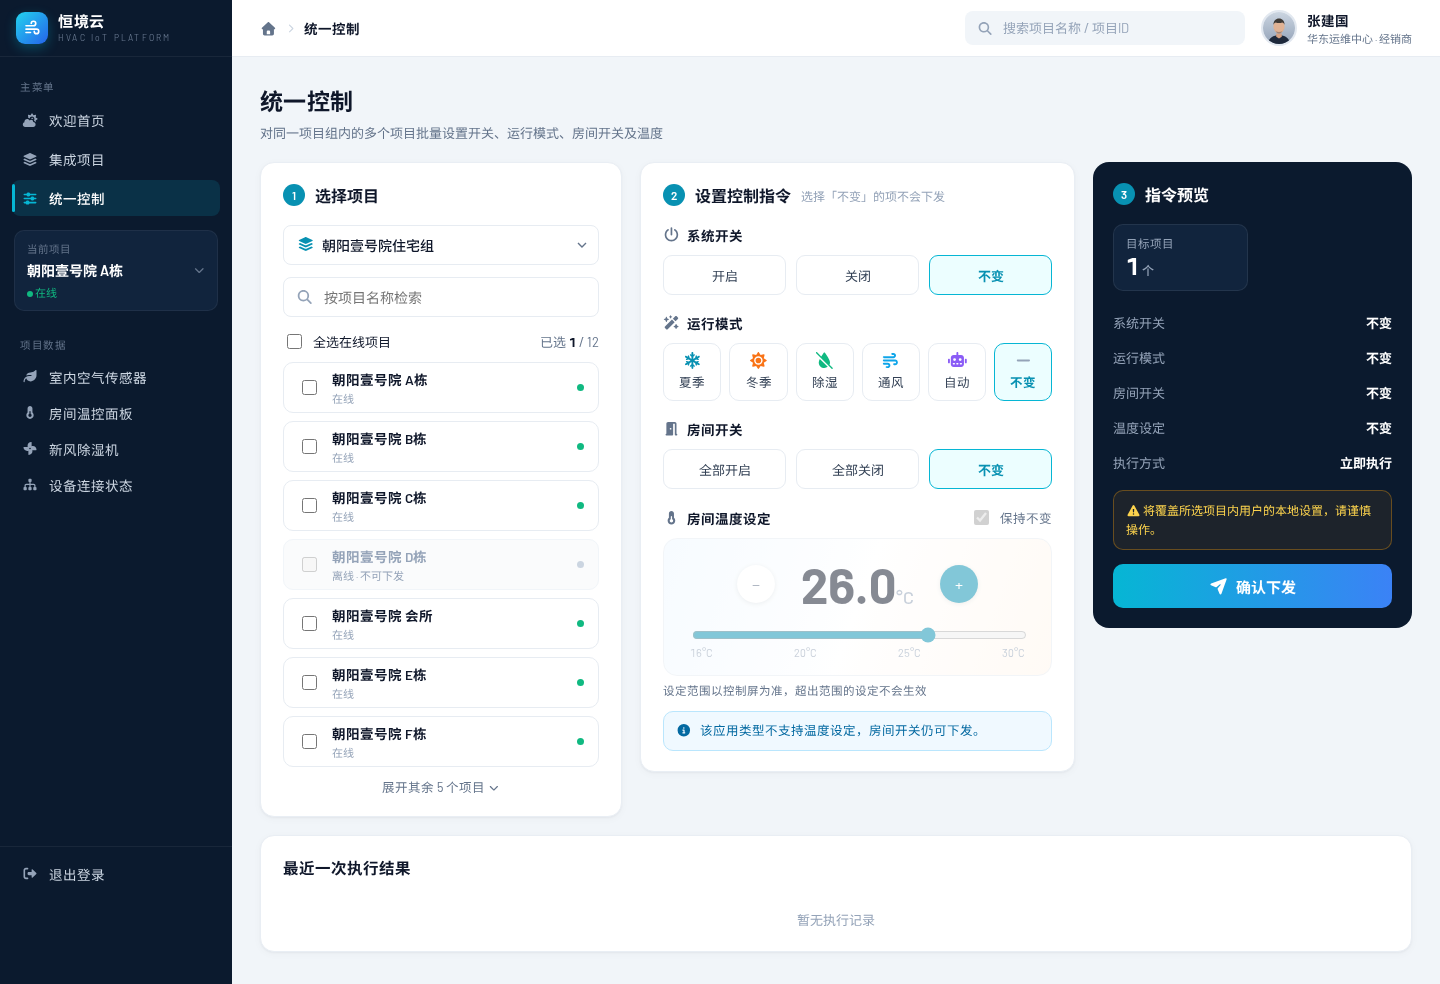 恒境云
HVAC IoT PLATFORM
主菜单
欢迎首页
集成项目
统一控制
当前项目
朝阳壹号院 A栋
在线
项目数据
室内空气传感器
房间温控面板
新风除湿机
设备连接状态
退出登录
统一控制
搜索项目名称 / 项目ID
张建国
华东运维中心 · 经销商
统一控制
对同一项目组内的多个项目批量设置开关、运行模式、房间开关及温度
1 选择项目
朝阳壹号院住宅组
按项目名称检索
全选在线项目 已选 1 / 12
朝阳壹号院 A栋
在线
朝阳壹号院 B栋
在线
朝阳壹号院 C栋
在线
朝阳壹号院 D栋
离线 · 不可下发
朝阳壹号院 会所
在线
朝阳壹号院 E栋
在线
朝阳壹号院 F栋
在线
展开其余 5 个项目
2 设置控制指令 选择「不变」的项不会下发
系统开关
开启 关闭 不变
运行模式
夏季 冬季 除湿 通风 自动 不变
房间开关
全部开启 全部关闭 不变
房间温度设定 保持不变
− 26.0°C +
16°C 20°C 25°C 30°C
设定范围以控制屏为准，超出范围的设定不会生效
该应用类型不支持温度设定，房间开关仍可下发。
3 指令预览
目标项目
1 个
系统开关 不变
运行模式 不变
房间开关 不变
温度设定 不变
执行方式 立即执行
将覆盖所选项目内用户的本地设置，请谨慎
操作。
确认下发
最近一次执行结果
暂无执行记录